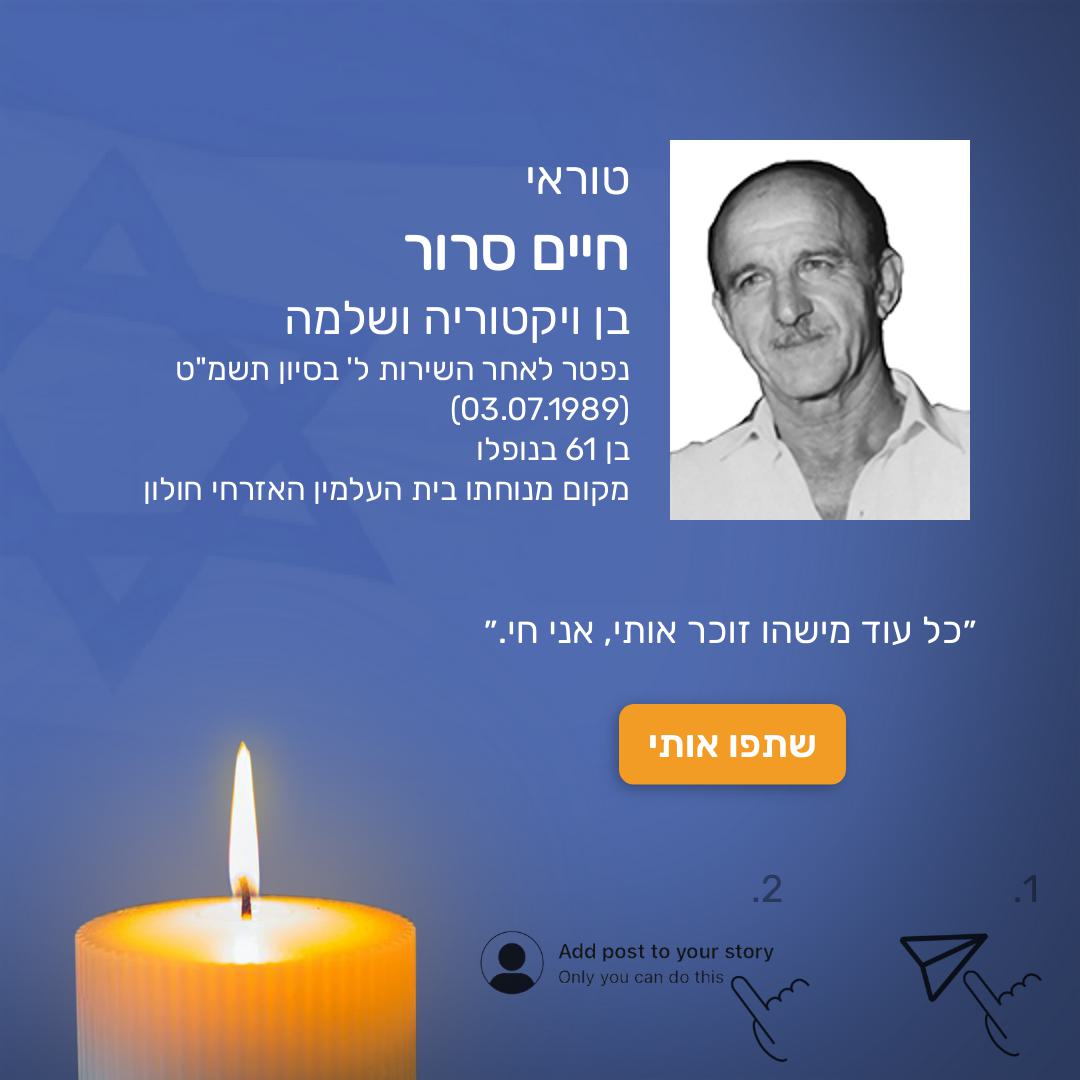 טוראי
חיים סרור
בן ויקטוריה ושלמה
נפטר לאחר השירות ל' בסיון תשמ"ט
(03.07.1989)
בן 61 בנופלו
מקום מנוחתו בית העלמין האזרחי חולון
״כל עוד מישהו זוכר אותי, אני חי.״
שתפו אותי
.1
.2
Add post to your story
Only you can do this